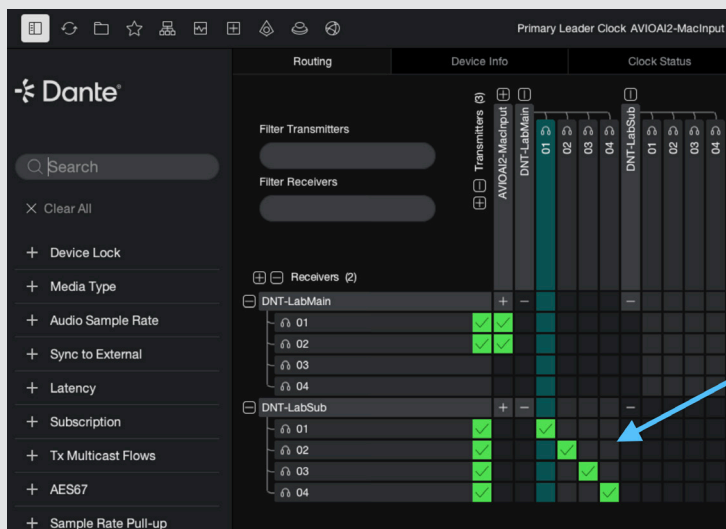 Primary Leader Clock AVIOAI2-MacInput
Routing
Device Info
Clock Status
Dante®
Search
Clear All
Device Lock
Media Type
Audio Sample Rate
Sync to External
Latency
Subscription
Tx Multicast Flows
AES67
Sample Rate Pull-up
Filter Transmitters
Filter Receivers
Transmitters (3)
AVIOAI2-MacInput
DNT-LabMain
01
02
03
04
DNT-LabSub
01
02
03
04
Receivers (2)
DNT-LabMain
01
02
03
04
DNT-LabSub
01
02
03
04